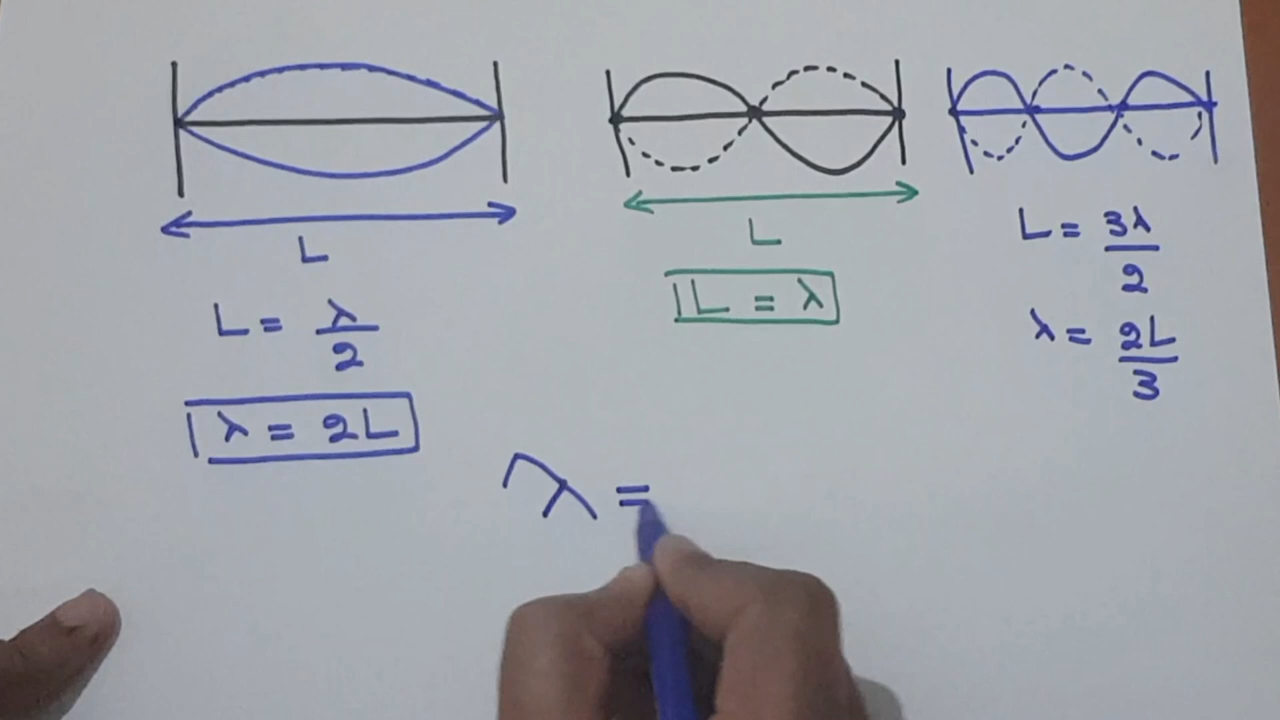 L
L = λ/2
λ = 2L
L
L = λ
L = 3λ/2
λ = 2L/3
λ =